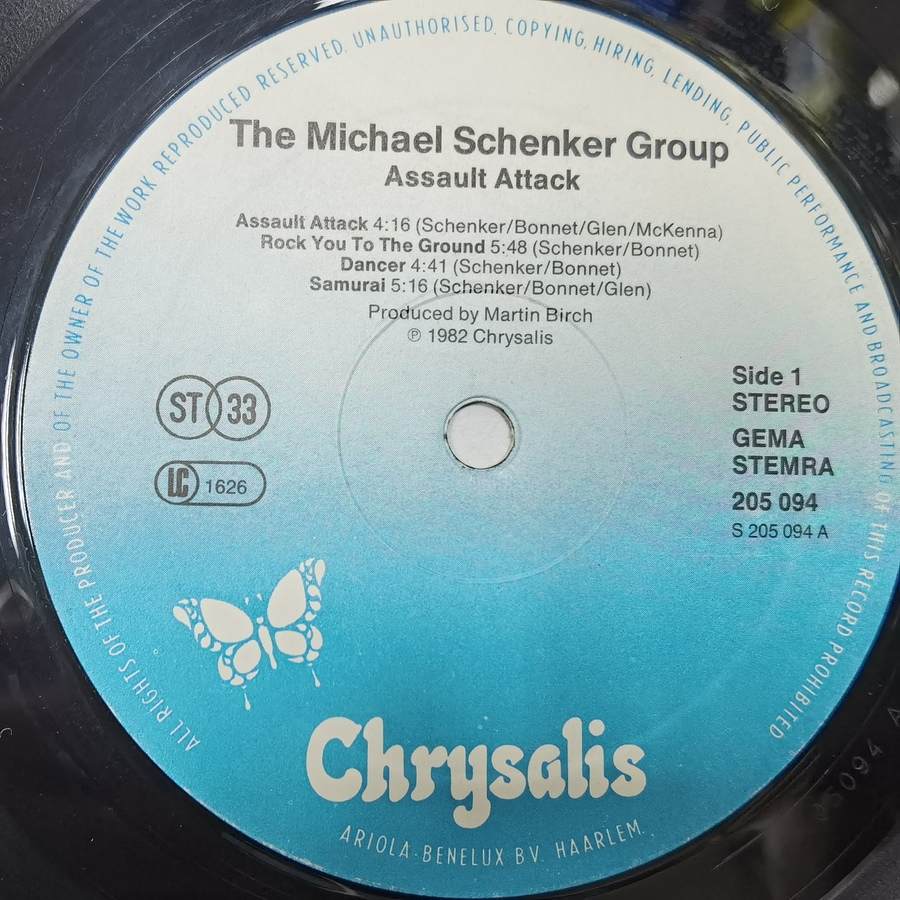 ALL RIGHTS OF THE PRODUCER AND OF THE OWNER OF THE WORK REPRODUCED RESERVED. UNAUTHORISED, COPYING, HIRING, LENDING, PUBLIC PERFORMANCE AND BROADCASTING OF THIS RECORD PROHIBITED
The Michael Schenker Group
Assault Attack
Assault Attack 4:16 (Schenker/Bonnet/Glen/McKenna)
Rock You To The Ground 5:48 (Schenker/Bonnet)
Dancer 4:41 (Schenker/Bonnet)
Samurai 5:16 (Schenker/Bonnet/Glen)
Produced by Martin Birch
℗ 1982 Chrysalis
ST 33
LC 1626
Side 1
STEREO
GEMA
STEMRA
205 094
S 205 094 A
Chrysalis
ARIOLA-BENELUX B.V. HAARLEM.